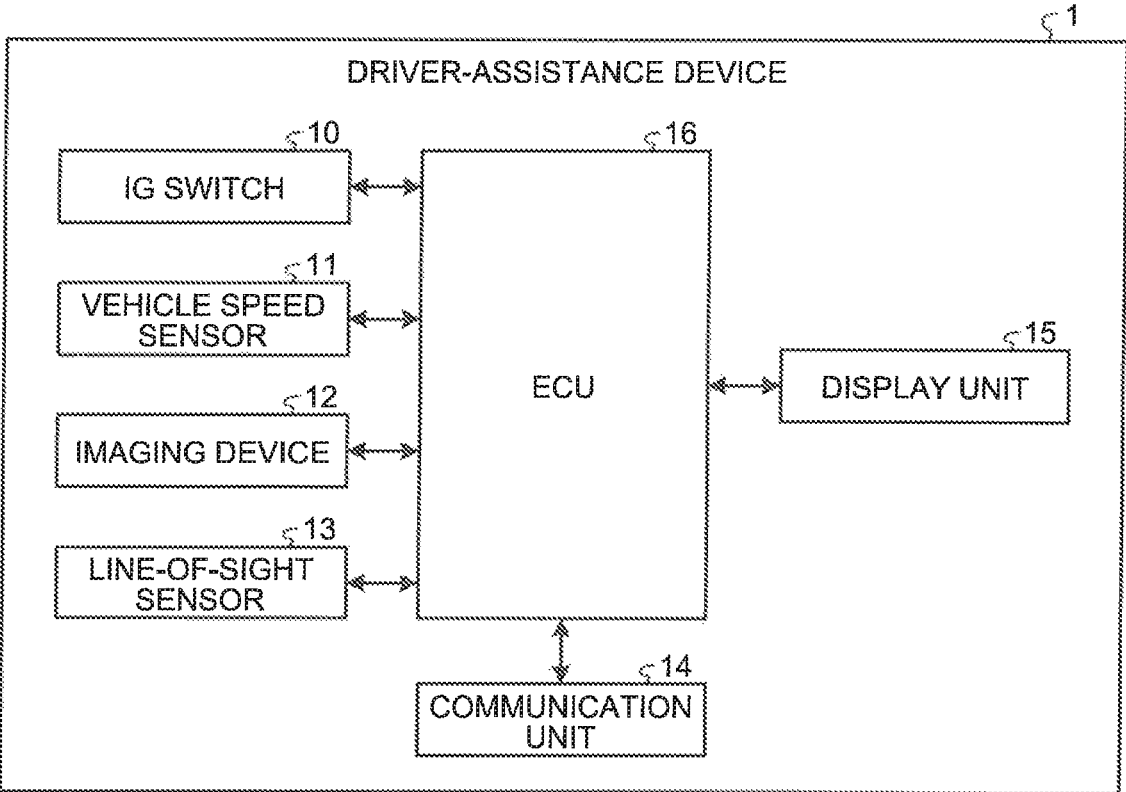 1
DRIVER-ASSISTANCE DEVICE
10
IG SWITCH
11
VEHICLE SPEED
SENSOR
12
IMAGING DEVICE
13
LINE-OF-SIGHT
SENSOR
16
ECU
15
DISPLAY UNIT
14
COMMUNICATION
UNIT